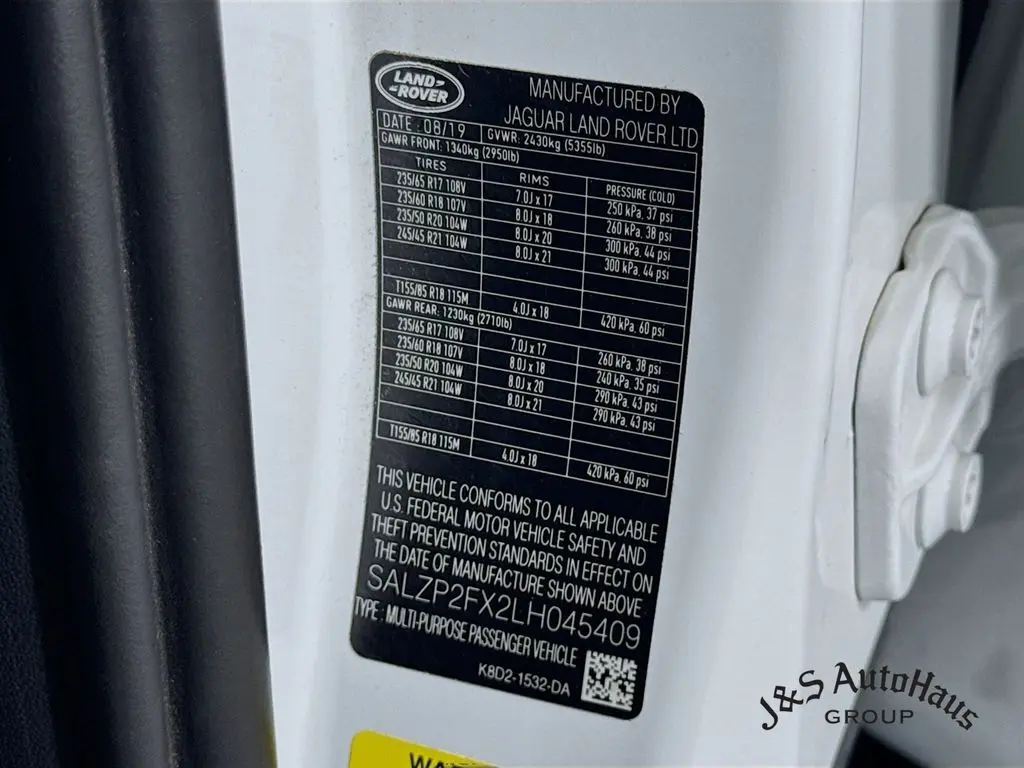 LAND-
-ROVER
MANUFACTURED BY
JAGUAR LAND ROVER LTD
DATE : 08/19 GVWR: 2430kg (5355lb)
GAWR FRONT: 1340kg (2950lb)
TIRES RIMS PRESSURE (COLD)
235/65 R17 108V 7.0J x 17 250 kPa, 37 psi
235/60 R18 107V 8.0J x 18 260 kPa, 38 psi
235/50 R20 104W 8.0J x 20 300 kPa, 44 psi
245/45 R21 104W 8.0J x 21 300 kPa, 44 psi
T155/85 R18 115M 4.0J x 18 420 kPa, 60 psi
GAWR REAR: 1230kg (2710lb)
235/65 R17 108V 7.0J x 17 260 kPa, 38 psi
235/60 R18 107V 8.0J x 18 240 kPa, 35 psi
235/50 R20 104W 8.0J x 20 290 kPa, 43 psi
245/45 R21 104W 8.0J x 21 290 kPa, 43 psi
T155/85 R18 115M 4.0J x 18 420 kPa, 60 psi
THIS VEHICLE CONFORMS TO ALL APPLICABLE
U.S. FEDERAL MOTOR VEHICLE SAFETY AND
THEFT PREVENTION STANDARDS IN EFFECT ON
THE DATE OF MANUFACTURE SHOWN ABOVE
SALZP2FX2LH045409
TYPE : MULTI-PURPOSE PASSENGER VEHICLE
K8D2-1532-DA
J&S AutoHaus
GROUP